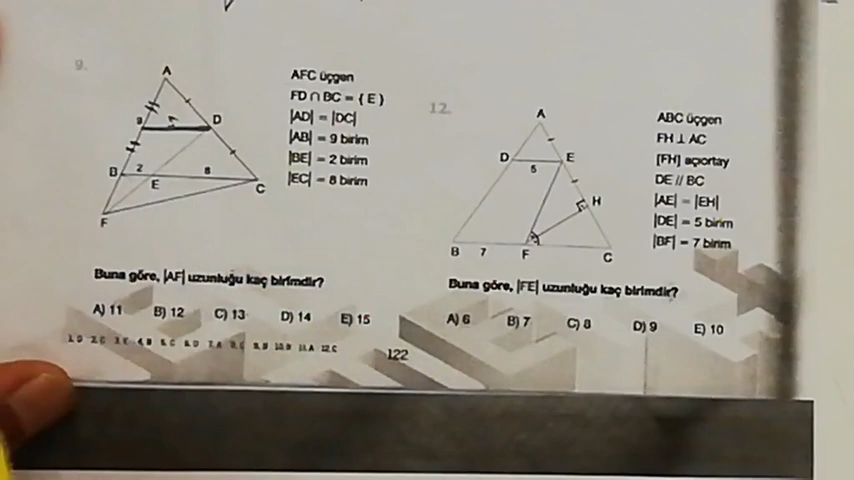 9.
A
9
D
B
2
8
E
C
F
AFC üçgen
FD ∩ BC = { E }
|AD| = |DC|
|AB| = 9 birim
|BE| = 2 birim
|EC| = 8 birim
Buna göre, |AF| uzunluğu kaç birimdir?
A) 11 B) 12 C) 13 D) 14 E) 15
12.
A
D
E
5
H
B
7
F
C
ABC üçgen
FH ⊥ AC
[FH] açıortay
DE // BC
|AE| = |EH|
|DE| = 5 birim
|BF| = 7 birim
Buna göre, |FE| uzunluğu kaç birimdir?
A) 6 B) 7 C) 8 D) 9 E) 10
122